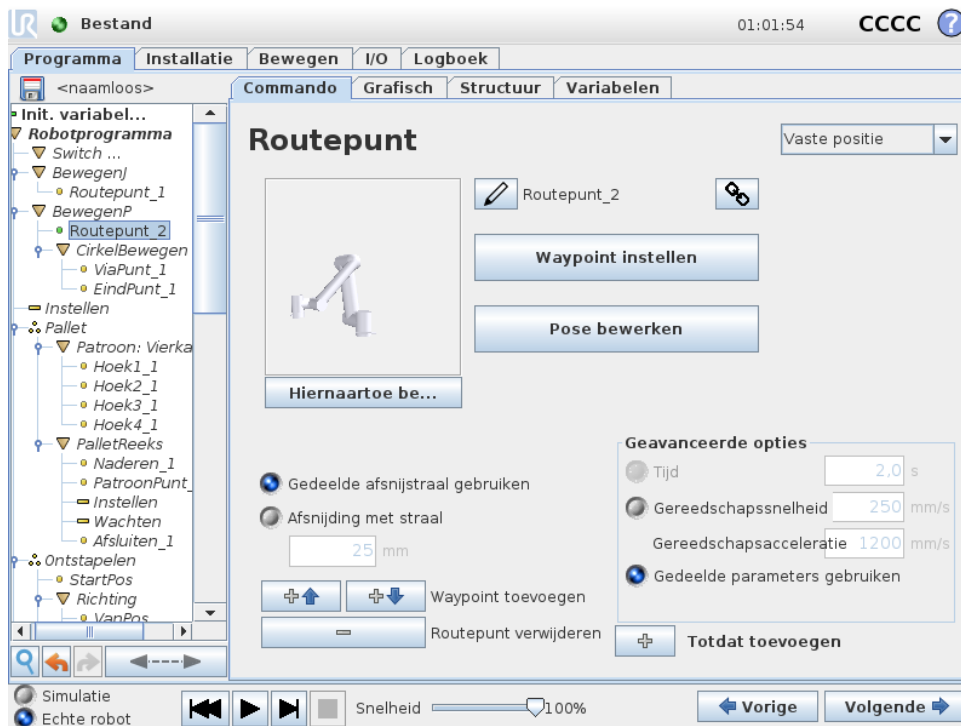 UR Bestand 01:01:54 CCCC ?
Programma Installatie Bewegen I/O Logboek
<naamloos>
Commando Grafisch Structuur Variabelen
Init. variabel...
Robotprogramma
Switch ...
BewegenJ
Routepunt_1
BewegenP
Routepunt_2
CirkelBewegen
ViaPunt_1
EindPunt_1
Instellen
Pallet
Patroon: Vierka
Hoek1_1
Hoek2_1
Hoek3_1
Hoek4_1
PalletReeks
Naderen_1
PatroonPunt_
Instellen
Wachten
Afsluiten_1
Ontstapelen
StartPos
Richting
VanPos
Routepunt
Vaste positie
Routepunt_2
Waypoint instellen
Pose bewerken
Hiernaartoe be...
Gedeelde afsnijstraal gebruiken
Afsnijding met straal
25 mm
Waypoint toevoegen
Routepunt verwijderen
Geavanceerde opties
Tijd 2,0 s
Gereedschapssnelheid 250 mm/s
Gereedschapsacceleratie 1200 mm/s
Gedeelde parameters gebruiken
Totdat toevoegen
Simulatie
Echte robot
Snelheid 100%
Vorige Volgende